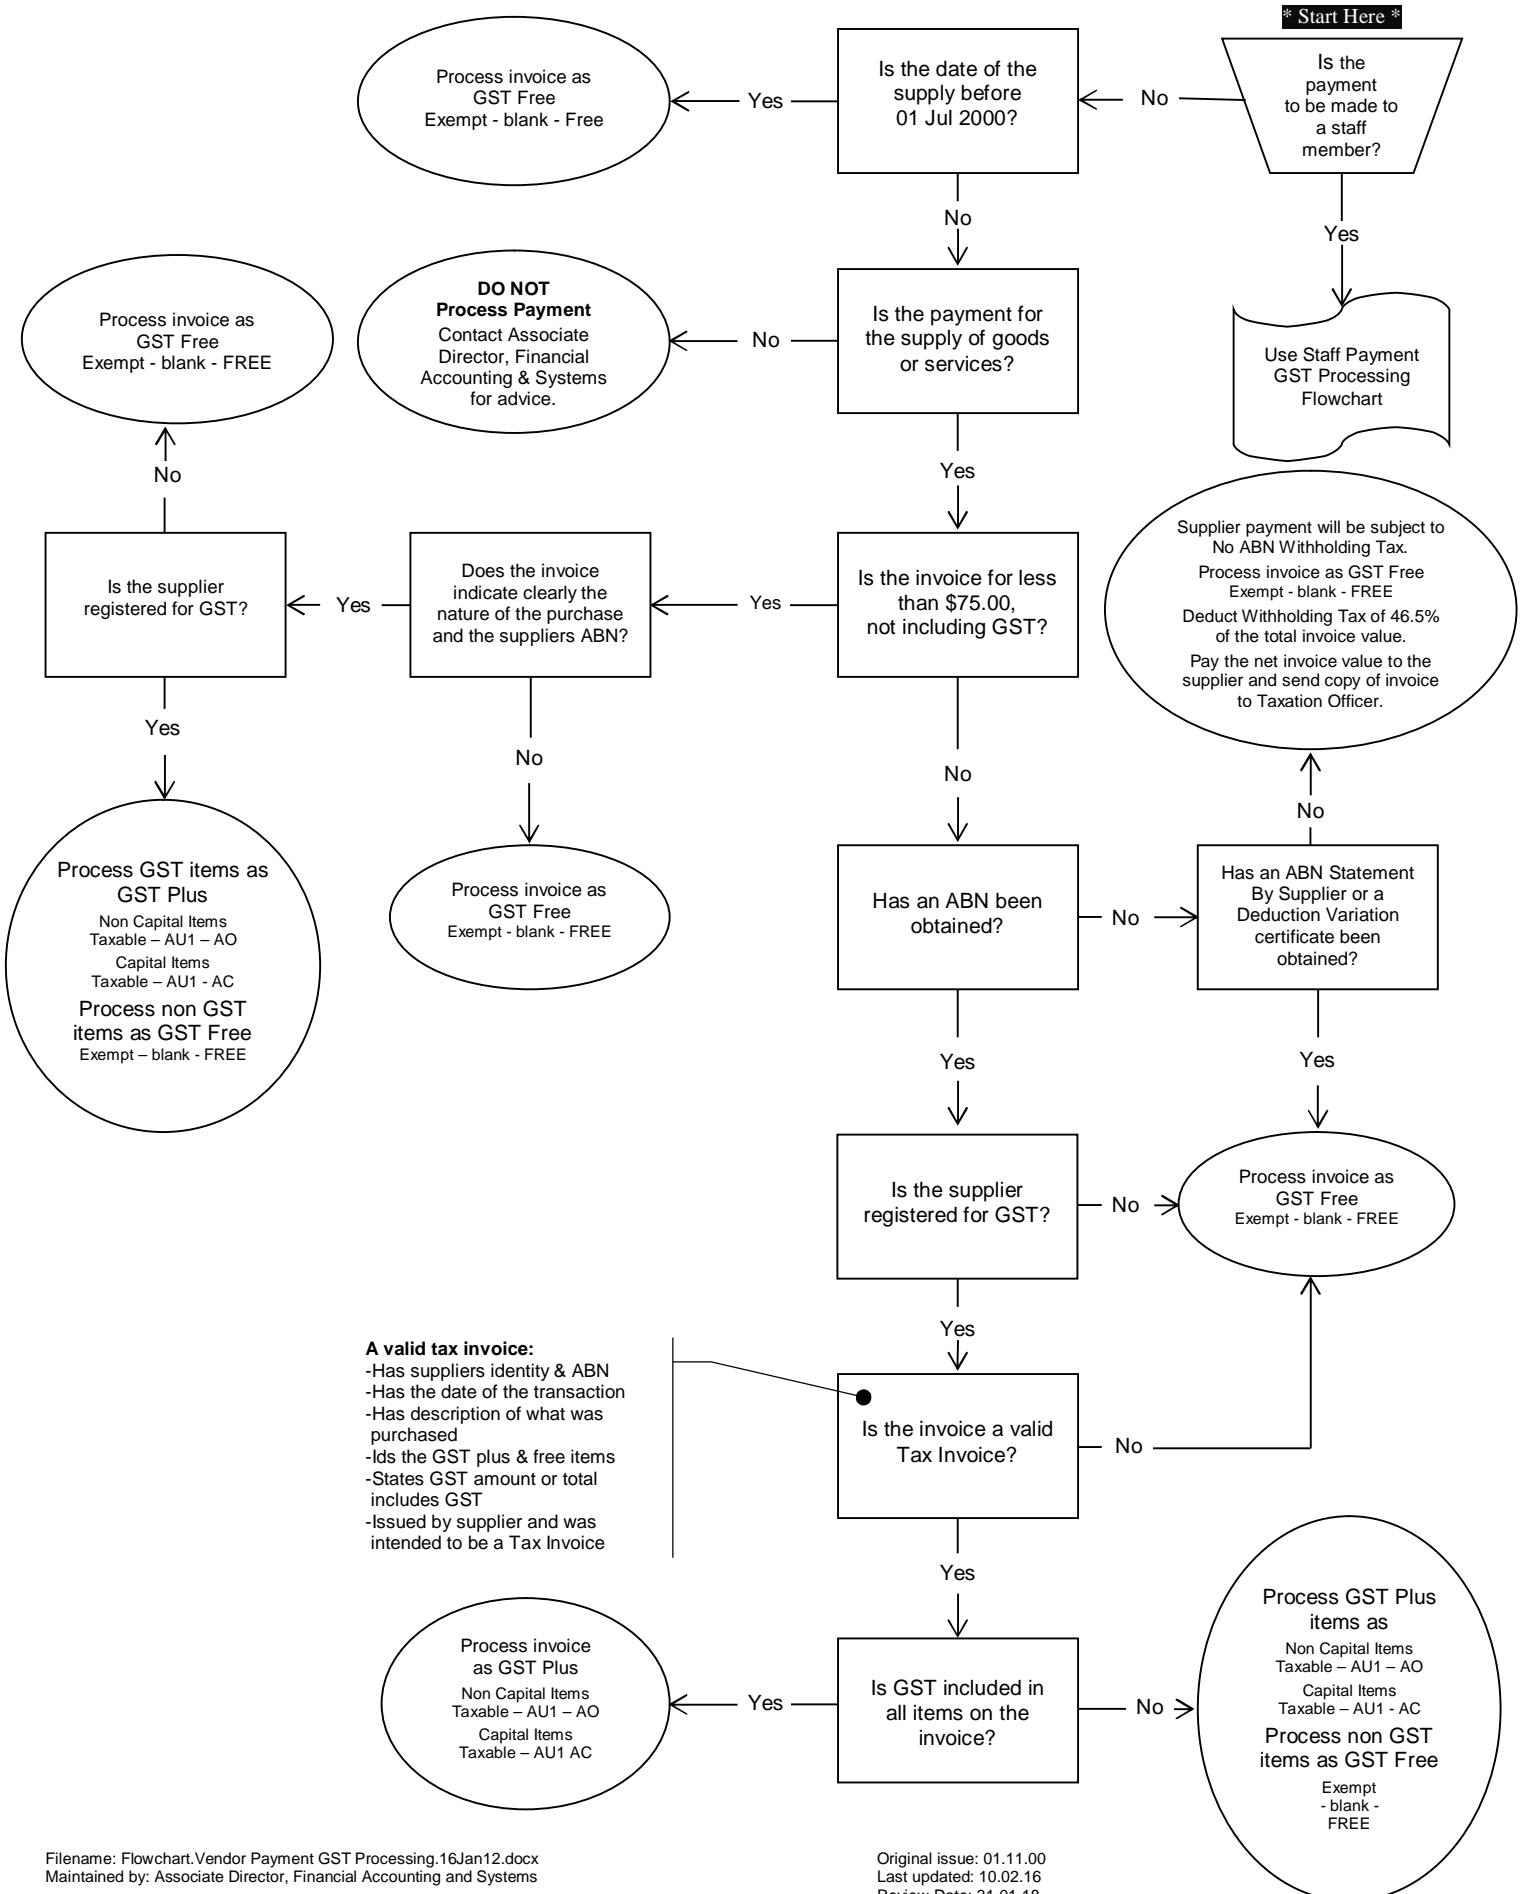 * Start Here *
Is the
payment
to be made to
a staff
member?
No
Yes
Use Staff Payment
GST Processing
Flowchart
Is the date of the
supply before
01 Jul 2000?
Yes
Process invoice as
GST Free
Exempt - blank - Free
No
Is the payment for
the supply of goods
or services?
No
DO NOT
Process Payment
Contact Associate
Director, Financial
Accounting & Systems
for advice.
Yes
Is the invoice for less
than $75.00,
not including GST?
Yes
Does the invoice
indicate clearly the
nature of the purchase
and the suppliers ABN?
Yes
Is the supplier
registered for GST?
No
Process invoice as
GST Free
Exempt - blank - FREE
Yes
Process GST items as
GST Plus
Non Capital Items
Taxable – AU1 – AO
Capital Items
Taxable – AU1 - AC
Process non GST
items as GST Free
Exempt – blank - FREE
No
Process invoice as
GST Free
Exempt - blank - FREE
No
Has an ABN been
obtained?
No
Has an ABN Statement
By Supplier or a
Deduction Variation
certificate been
obtained?
No
Supplier payment will be subject to
No ABN Withholding Tax.
Process invoice as GST Free
Exempt - blank - FREE
Deduct Withholding Tax of 46.5%
of the total invoice value.
Pay the net invoice value to the
supplier and send copy of invoice
to Taxation Officer.
Yes
Process invoice as
GST Free
Exempt - blank - FREE
Yes
Is the supplier
registered for GST?
No
Yes
A valid tax invoice:
-Has suppliers identity & ABN
-Has the date of the transaction
-Has description of what was
purchased
-Ids the GST plus & free items
-States GST amount or total
includes GST
-Issued by supplier and was
intended to be a Tax Invoice
Is the invoice a valid
Tax Invoice?
No
Yes
Is GST included in
all items on the
invoice?
Yes
Process invoice
as GST Plus
Non Capital Items
Taxable – AU1 – AO
Capital Items
Taxable – AU1 AC
No
Process GST Plus
items as
Non Capital Items
Taxable – AU1 – AO
Capital Items
Taxable – AU1 - AC
Process non GST
items as GST Free
Exempt
- blank -
FREE
Filename: Flowchart.Vendor Payment GST Processing.16Jan12.docx
Maintained by: Associate Director, Financial Accounting and Systems
Original issue: 01.11.00
Last updated: 10.02.16
Review Date: 31.01.18